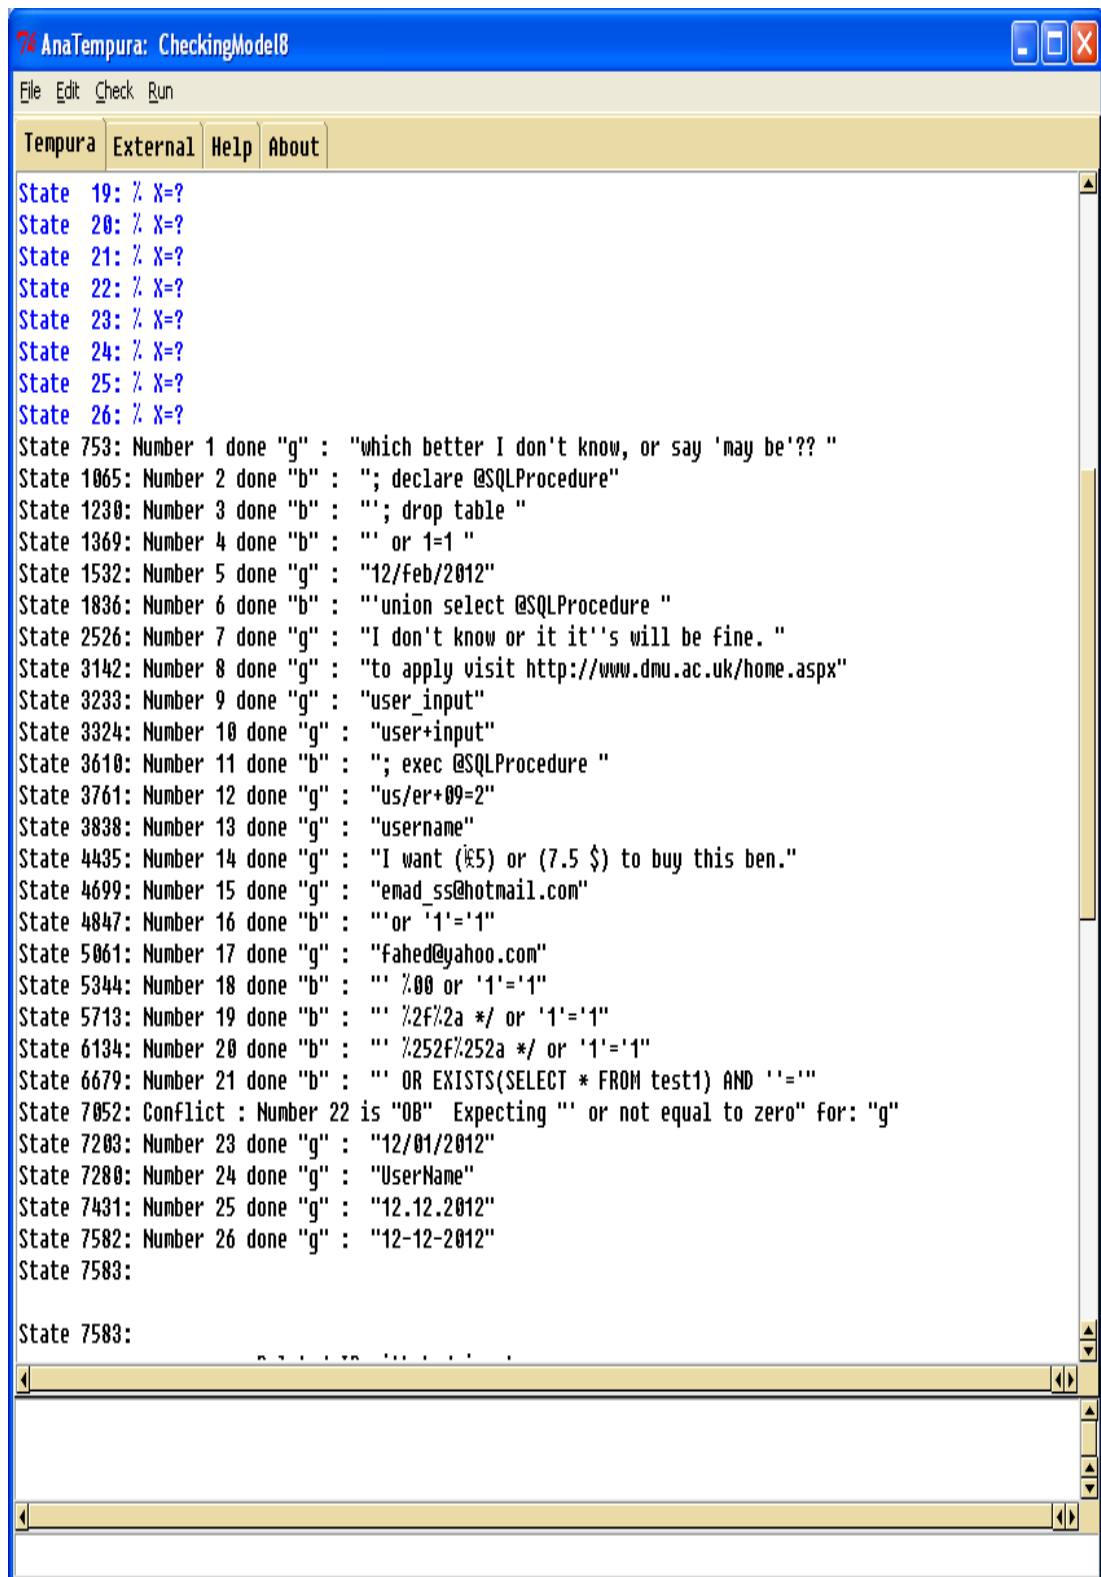 AnaTempura: CheckingModel8
File Edit Check Run
Tempura External Help About
State 19: % X=?
State 20: % X=?
State 21: % X=?
State 22: % X=?
State 23: % X=?
State 24: % X=?
State 25: % X=?
State 26: % X=?
State 753: Number 1 done "g" : "which better I don't know, or say 'may be'?? "
State 1065: Number 2 done "b" : "; declare @SQLProcedure"
State 1230: Number 3 done "b" : "'; drop table "
State 1369: Number 4 done "b" : "' or 1=1 "
State 1532: Number 5 done "g" : "12/feb/2012"
State 1836: Number 6 done "b" : "'union select @SQLProcedure "
State 2526: Number 7 done "g" : "I don't know or it it''s will be fine. "
State 3142: Number 8 done "g" : "to apply visit http://www.dmu.ac.uk/home.aspx"
State 3233: Number 9 done "g" : "user_input"
State 3324: Number 10 done "g" : "user+input"
State 3610: Number 11 done "b" : "; exec @SQLProcedure "
State 3761: Number 12 done "g" : "us/er+09=2"
State 3838: Number 13 done "g" : "username"
State 4435: Number 14 done "g" : "I want (£5) or (7.5 $) to buy this ben."
State 4699: Number 15 done "g" : "emad_ss@hotmail.com"
State 4847: Number 16 done "b" : "'or '1'='1"
State 5061: Number 17 done "g" : "fahed@yahoo.com"
State 5344: Number 18 done "b" : "' %00 or '1'='1"
State 5713: Number 19 done "b" : "' %2f%2a */ or '1'='1"
State 6134: Number 20 done "b" : "' %252f%252a */ or '1'='1"
State 6679: Number 21 done "b" : "' OR EXISTS(SELECT * FROM test1) AND ''='"
State 7052: Conflict : Number 22 is "OB" Expecting "' or not equal to zero" for: "g"
State 7203: Number 23 done "g" : "12/01/2012"
State 7280: Number 24 done "g" : "UserName"
State 7431: Number 25 done "g" : "12.12.2012"
State 7582: Number 26 done "g" : "12-12-2012"
State 7583:
State 7583: